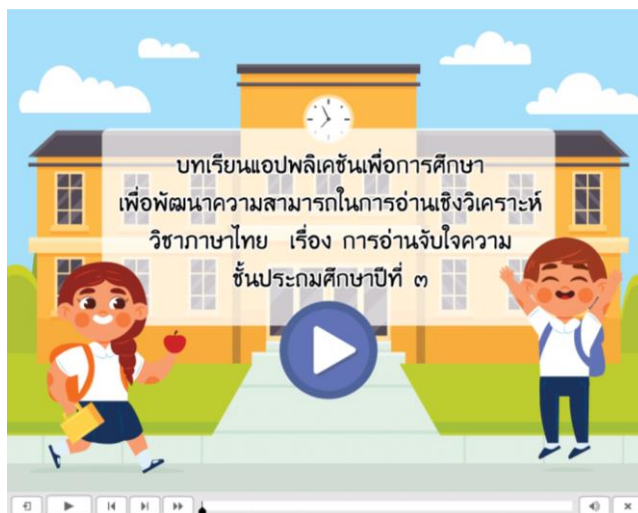 บทเรียนแอปพลิเคชันเพื่อการศึกษา
เพื่อพัฒนาความสามารถในการอ่านเชิงวิเคราะห์
วิชาภาษาไทย เรื่อง การอ่านจับใจความ
ชั้นประถมศึกษาปีที่ ๓